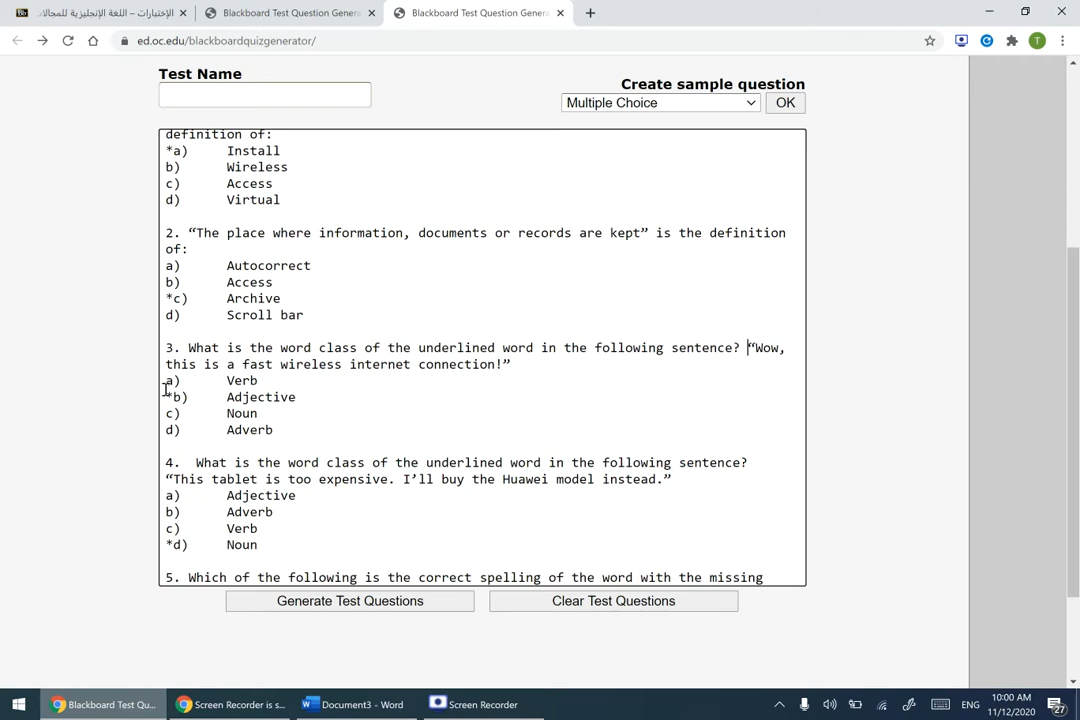 الإختبارات – اللغة الإنجليزية للمجالات
Blackboard Test Question Genera
Blackboard Test Question Genera
ed.oc.edu/blackboardquizgenerator/
T
Test Name
Create sample question
Multiple Choice
OK
definition of:
*a) Install
b) Wireless
c) Access
d) Virtual
2. “The place where information, documents or records are kept” is the definition
of:
a) Autocorrect
b) Access
*c) Archive
d) Scroll bar
3. What is the word class of the underlined word in the following sentence? “Wow,
this is a fast wireless internet connection!”
a) Verb
*b) Adjective
c) Noun
d) Adverb
4. What is the word class of the underlined word in the following sentence?
“This tablet is too expensive. I’ll buy the Huawei model instead.”
a) Adjective
b) Adverb
c) Verb
*d) Noun
5. Which of the following is the correct spelling of the word with the missing
Generate Test Questions
Clear Test Questions
Blackboard Test Qu...
Screen Recorder is s...
Document3 - Word
Screen Recorder
ENG
10:00 AM
11/12/2020
27